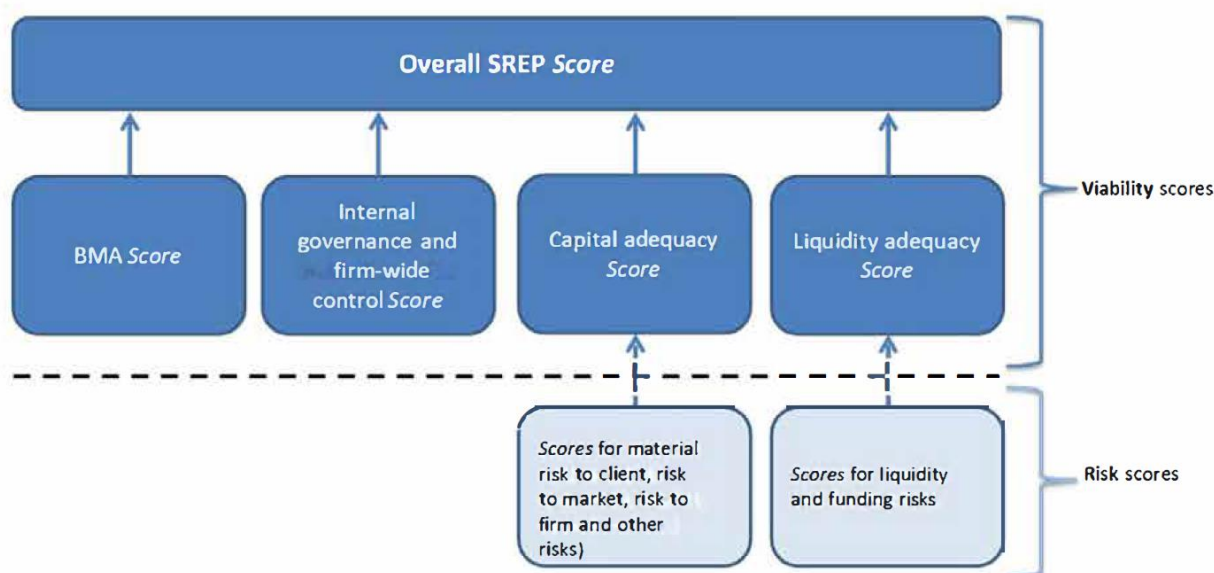 Overall SREP Score
BMA Score
Internal
governance and
firm-wide
control Score
Capital adequacy
Score
Liquidity adequacy
Score
Viability scores
Scores for material
risk to client, risk
to market, risk to
firm and other
risks)
Scores for liquidity
and funding risks
Risk scores